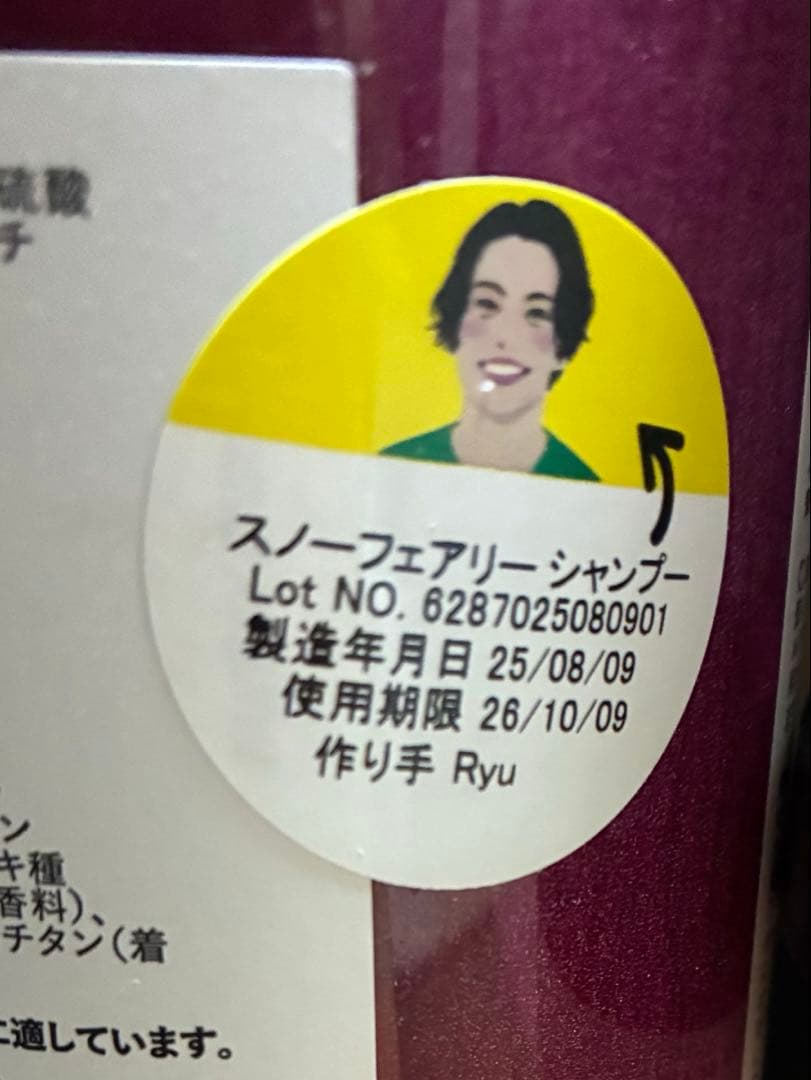 硫酸
チ
スノーフェアリー シャンプー
Lot NO. 6287025080901
製造年月日 25/08/09
使用期限 26/10/09
作り手 Ryu
ン
キ種
香料)、
チタン(着
に適しています。